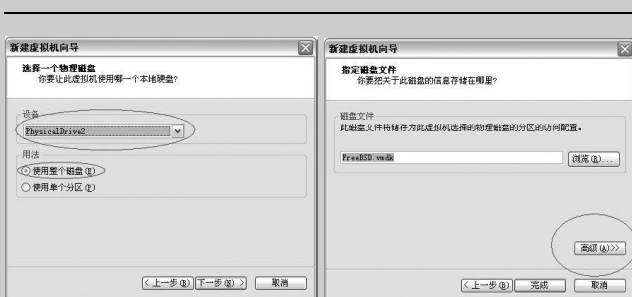 新建虚拟机向导
选择一个物理磁盘
你要让此虚拟机使用哪一个本地硬盘?
设备
PhysicalDrive2
用法
使用整个磁盘(E)
使用单个分区(P)
< 上一步(B)
下一步(N) >
取消
新建虚拟机向导
指定磁盘文件
你要把关于此磁盘的信息存储在哪里?
磁盘文件
此磁盘文件将储存为此虚拟机选择的物理磁盘的分区的访问配置。
FreeBSD.vmdk
浏览(R)...
高级(A)>>
< 上一步(B)
完成
取消